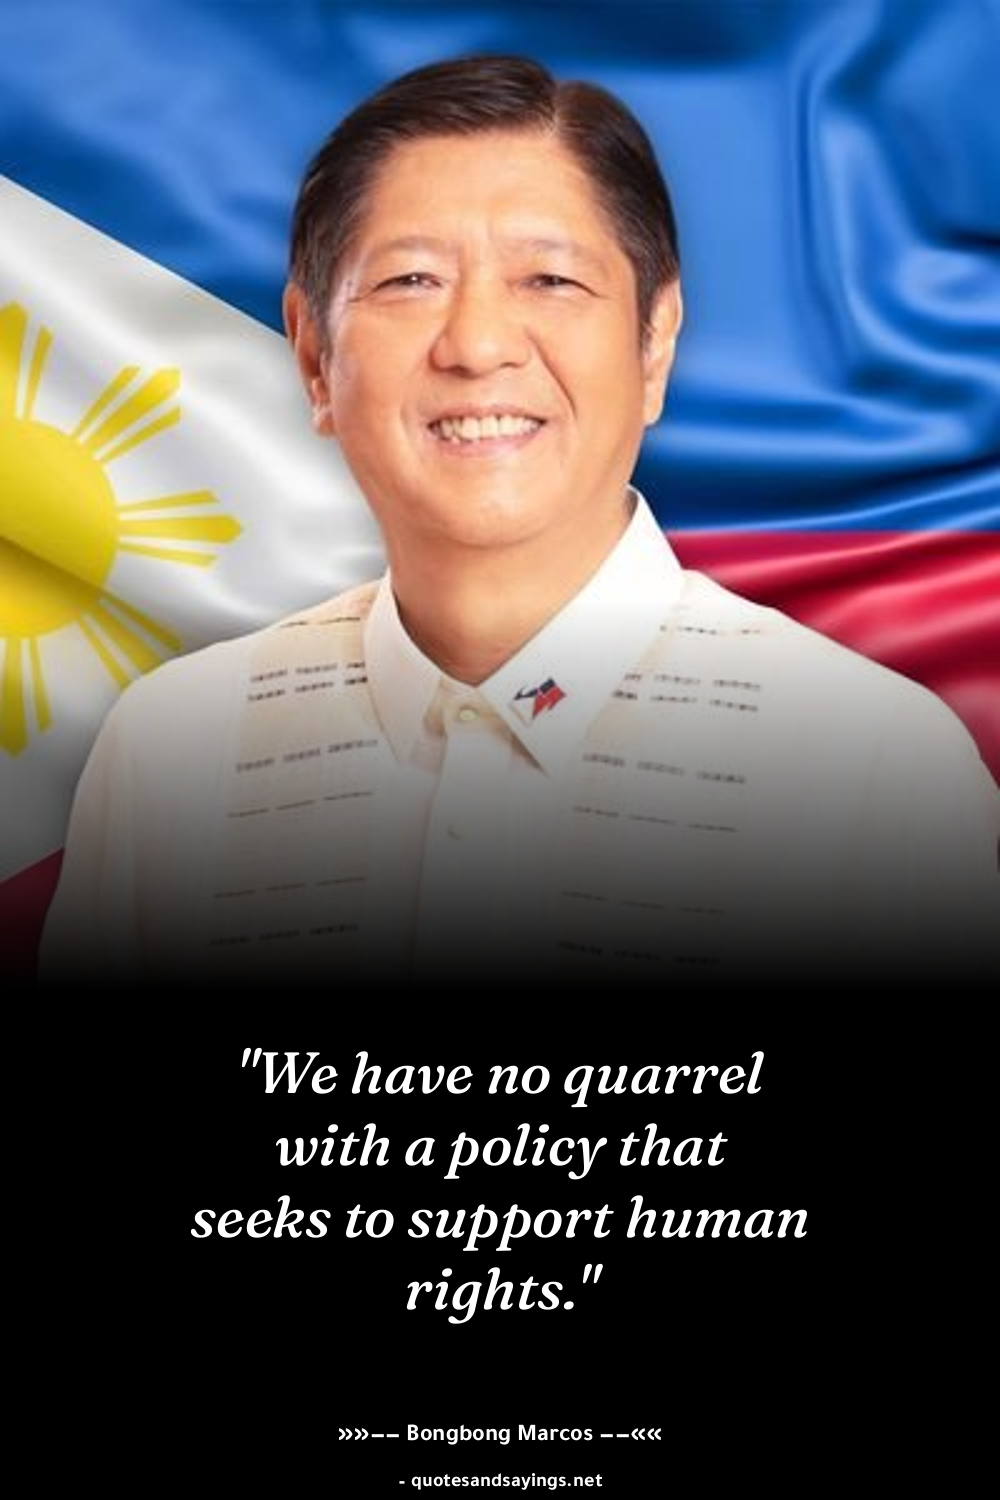 "We have no quarrel
with a policy that
seeks to support human
rights."
»»−− Bongbong Marcos −−««
- quotesandsayings.net